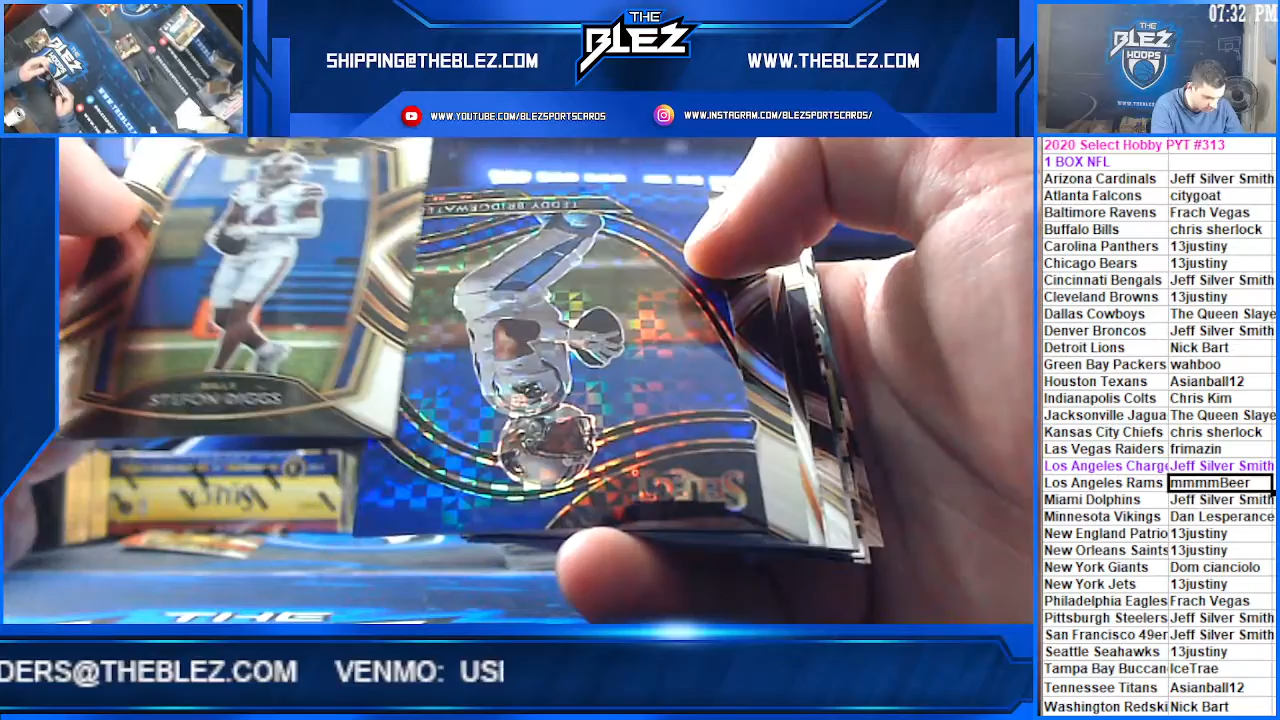 THE
BLEZ
SHIPPING@THEBLEZ.COM
WWW.THEBLEZ.COM
WWW.YOUTUBE.COM/BLEZSPORTSCARDS
WWW.INSTAGRAM.COM/BLEZSPORTSCARDS/
07:32 PM
THE
BLEZ
HOOPS
2020 Select Hobby PYT #313
1 BOX NFL
Arizona Cardinals Jeff Silver Smith
Atlanta Falcons citygoat
Baltimore Ravens Frach Vegas
Buffalo Bills chris sherlock
Carolina Panthers 13justiny
Chicago Bears 13justiny
Cincinnati Bengals Jeff Silver Smith
Cleveland Browns 13justiny
Dallas Cowboys The Queen Slaye
Denver Broncos Jeff Silver Smith
Detroit Lions Nick Bart
Green Bay Packers wahboo
Houston Texans Asianball12
Indianapolis Colts Chris Kim
Jacksonville Jagua The Queen Slaye
Kansas City Chiefs chris sherlock
Las Vegas Raiders frimazin
Los Angeles Charge Jeff Silver Smith
Los Angeles Rams mmmmBeer
Miami Dolphins Jeff Silver Smith
Minnesota Vikings Dan Lesperance
New England Patrio 13justiny
New Orleans Saints 13justiny
New York Giants Dom cianciolo
New York Jets 13justiny
Philadelphia Eagles Frach Vegas
Pittsburgh Steelers Jeff Silver Smith
San Francisco 49er Jeff Silver Smith
Seattle Seahawks 13justiny
Tampa Bay Buccan IceTrae
Tennessee Titans Asianball12
Washington Redski Nick Bart
TEDDY BRIDGEWATE
BILLS
STEFON DIGGS
SELECT
THE
DERS@THEBLEZ.COM VENMO: USI